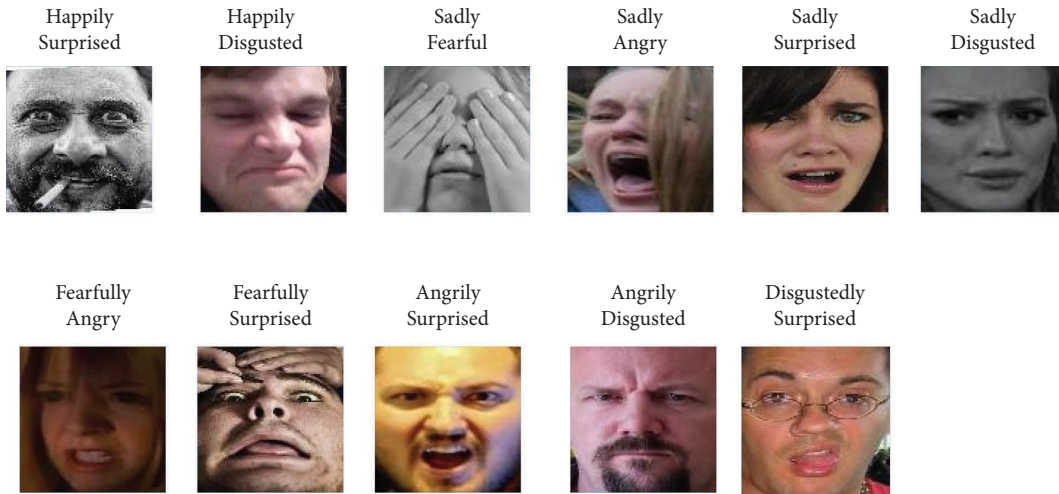 Happily
Surprised
Happily
Disgusted
Sadly
Fearful
Sadly
Angry
Sadly
Surprised
Sadly
Disgusted
Fearfully
Angry
Fearfully
Surprised
Angrily
Surprised
Angrily
Disgusted
Disgustedly
Surprised